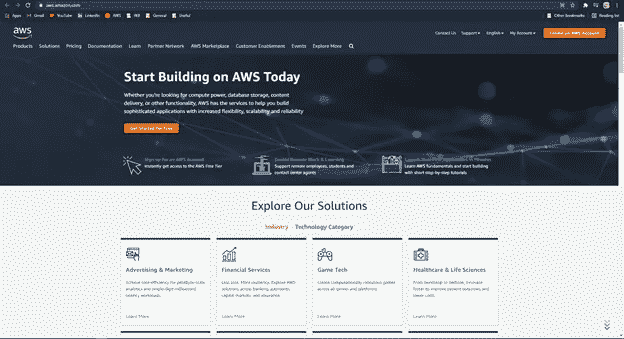 aws.amazon.com
Apps
Gmail
YouTube
LinkedIn
AWS
General
Useful
Other bookmarks
Reading list
aws
Contact Us
Support
English
My Account
Create an AWS Account
Products
Solutions
Pricing
Documentation
Learn
Partner Network
AWS Marketplace
Customer Enablement
Events
Explore More
Start Building on AWS Today
Whether you're looking for compute power, database storage, content
delivery, or other functionality, AWS has the services to help you build
sophisticated applications with increased flexibility, scalability and reliability
Get Started for Free
Sign up for an AWS Account
Instantly get access to the AWS Free Tier
Enable Remote Work & Learning
Support remote employees, students and
contact center agents
Learn AWS fundamentals and start building
with short step-by-step tutorials
Explore Our Solutions
Industry
Technology Category
Advertising & Marketing
Financial Services
Game Tech
Healthcare & Life Sciences
Learn More
Learn More
Learn More
Learn More